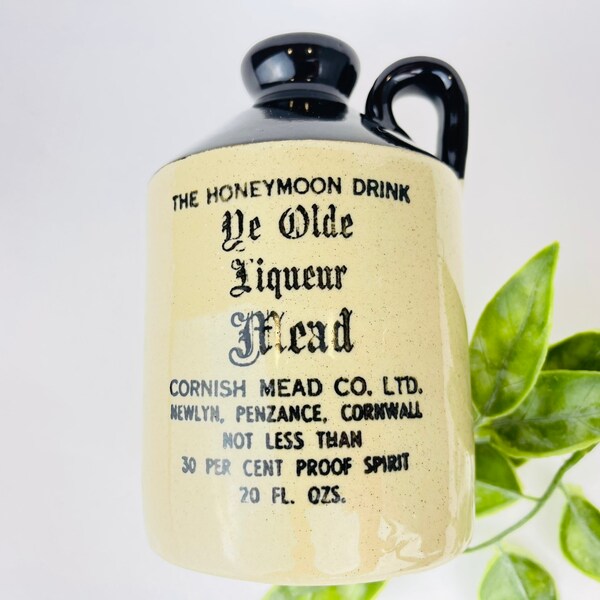 THE HONEYMOON DRINK
Ye Olde
Liqueur
Mead
CORNISH MEAD CO. LTD.
NEWLYN, PENZANCE, CORNWALL
NOT LESS THAN
30 PER CENT PROOF SPIRIT
20 FL. OZS.